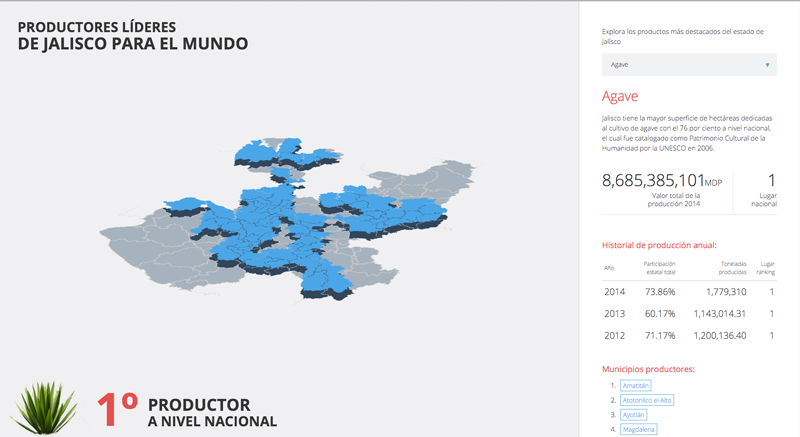 PRODUCTORES LÍDERES
DE JALISCO PARA EL MUNDO
1º
PRODUCTOR
A NIVEL NACIONAL
Explora los productos más destacados del estado de
Jalisco
Agave
Agave
Jalisco tiene la mayor superficie de hectáreas dedicadas
al cultivo de agave con el 76 por ciento a nivel nacional,
el cual fue catalogado como Patrimonio Cultural de la
Humanidad por la UNESCO en 2006.
8,685,385,101MDP
Valor total de la
producción 2014
1
Lugar
nacional
Historial de producción anual:
Año Participación estatal total Toneladas producidas Lugar ranking
2014 73.86% 1,779,310 1
2013 60.17% 1,143,014.31 1
2012 71.17% 1,200,136.40 1
Municipios productores:
1. Amatitán
2. Atotonilco el Alto
3. Ayotlán
4. Magdalena